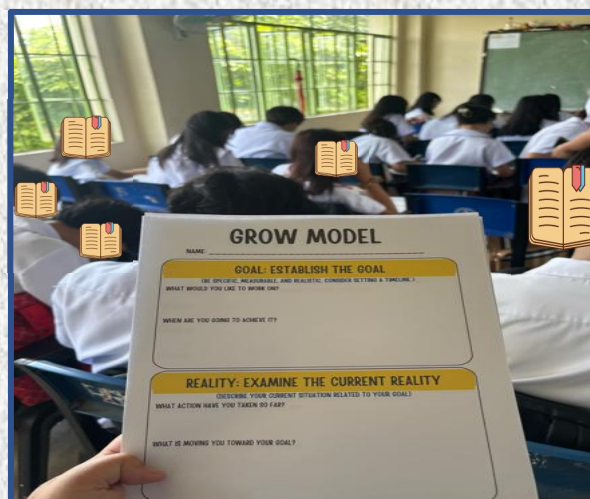 GROW MODEL
NAME:
GOAL: ESTABLISH THE GOAL
(BE SPECIFIC, MEASURABLE, AND REALISTIC. CONSIDER SETTING A TIMELINE.)
WHAT WOULD YOU LIKE TO WORK ON?
WHEN ARE YOU GOING TO ACHIEVE IT?
REALITY: EXAMINE THE CURRENT REALITY
(DESCRIBE YOUR CURRENT SITUATION RELATED TO YOUR GOAL)
WHAT ACTION HAVE YOU TAKEN SO FAR?
WHAT IS MOVING YOU TOWARD YOUR GOAL?